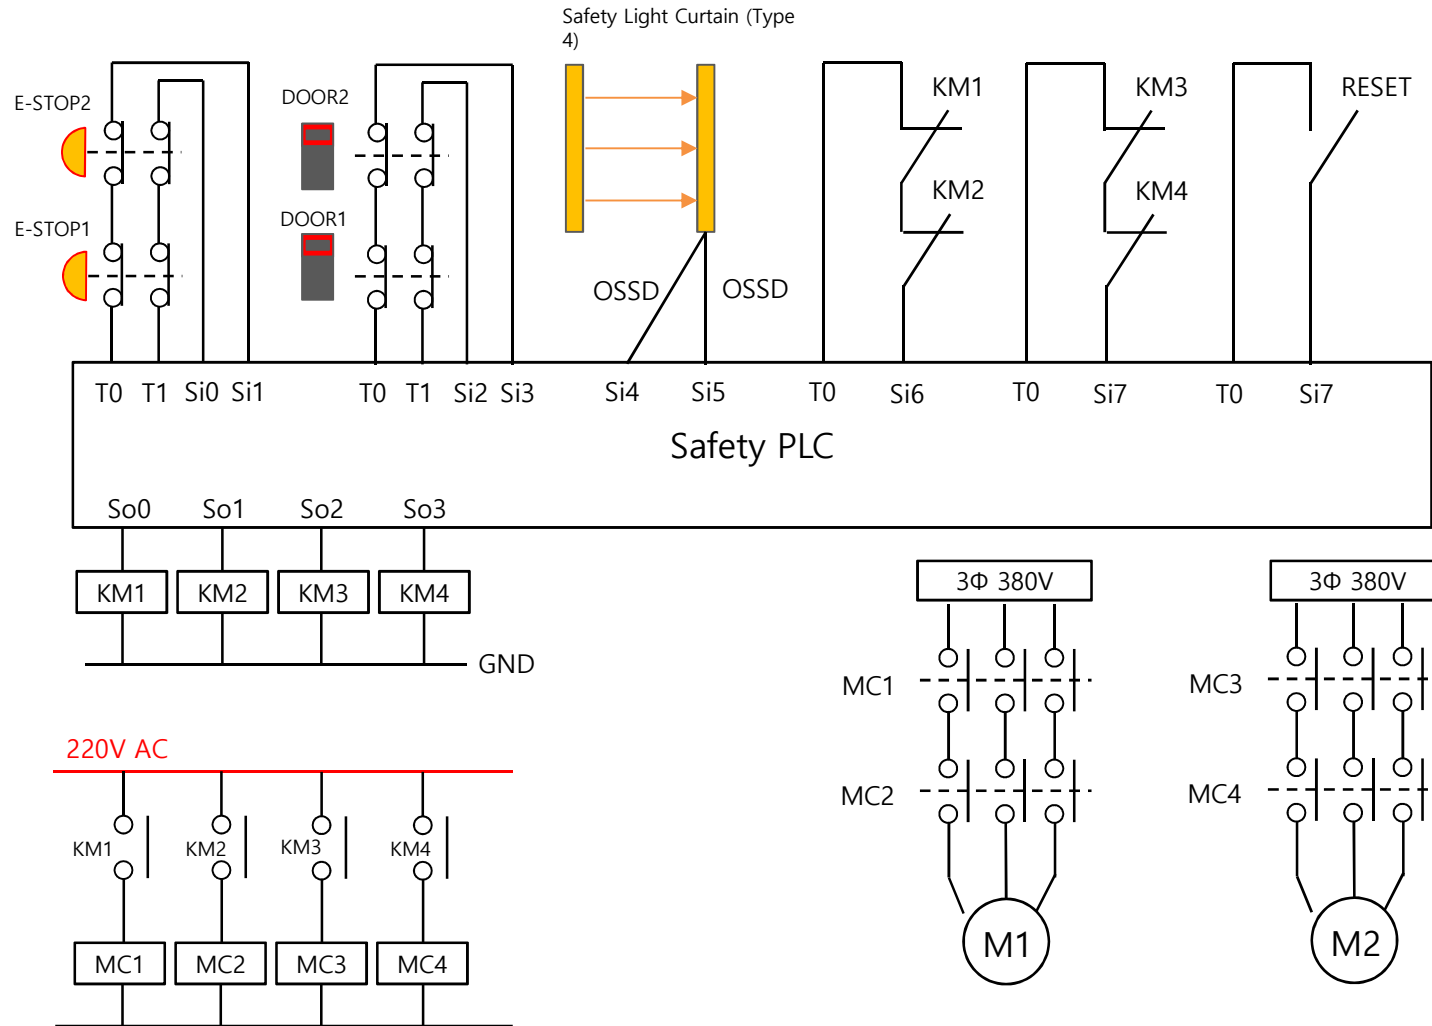 Safety Light Curtain (Type
4)
E-STOP2
DOOR2
KM1
KM3
RESET
E-STOP1
DOOR1
KM2
KM4
OSSD
OSSD
T0 T1 Si0 Si1
T0 T1 Si2 Si3
Si4
Si5
T0
Si6
T0
Si7
T0
Si7
Safety PLC
So0
So1
So2
So3
KM1
KM2
KM3
KM4
GND
3Φ 380V
3Φ 380V
MC1
MC3
MC2
MC4
220V AC
KM1
KM2
KM3
KM4
MC1
MC2
MC3
MC4
M1
M2